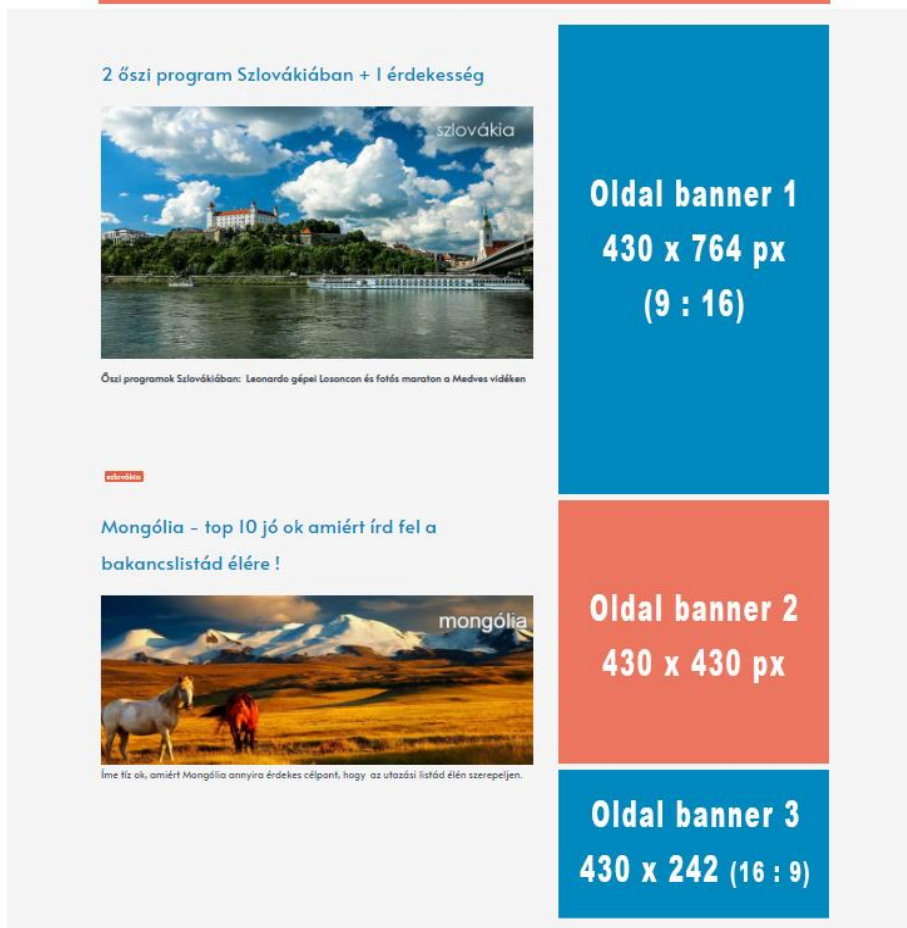 2 őszi program Szlovákiában + 1 érdekesség
szlovákia
Őszi programok Szlovákiában: Leonardo gépei Losoncon és fotós maraton a Medves vidéken
szlovákia
Mongólia - top 10 jó ok amiért írd fel a
bakancslistád élére !
mongólia
Íme tíz ok, amiért Mongólia annyira érdekes célpont, hogy az utazási listád élén szerepeljen.
Oldal banner 1
430 x 764 px
(9 : 16)
Oldal banner 2
430 x 430 px
Oldal banner 3
430 x 242 (16 : 9)